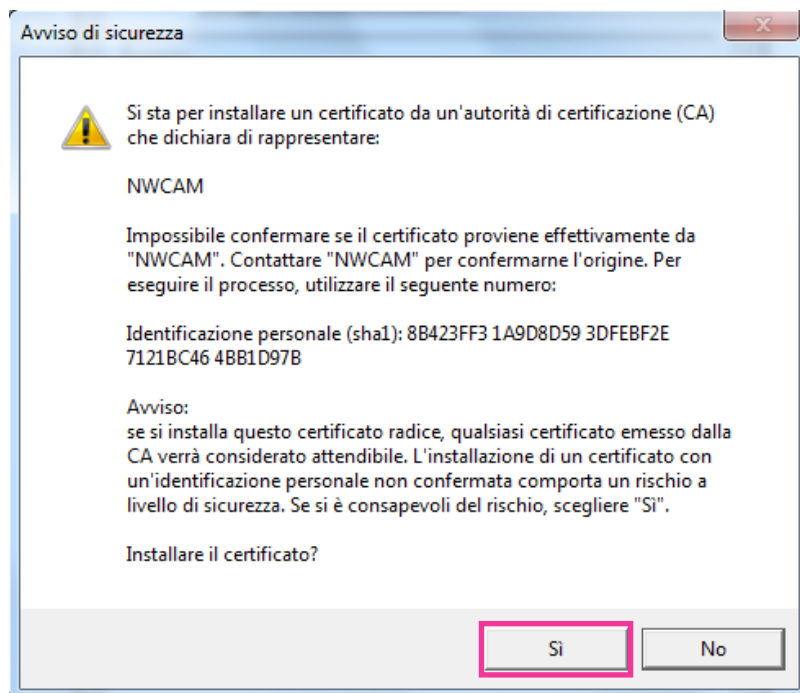 Avviso di sicurezza
Si sta per installare un certificato da un'autorità di certificazione (CA)
che dichiara di rappresentare:
NWCAM
Impossibile confermare se il certificato proviene effettivamente da
"NWCAM". Contattare "NWCAM" per confermarne l'origine. Per
eseguire il processo, utilizzare il seguente numero:
Identificazione personale (sha1): 8B423FF3 1A9D8D59 3DFEBF2E
7121BC46 4BB1D97B
Avviso:
se si installa questo certificato radice, qualsiasi certificato emesso dalla
CA verrà considerato attendibile. L'installazione di un certificato con
un'identificazione personale non confermata comporta un rischio a
livello di sicurezza. Se si è consapevoli del rischio, scegliere "Sì".
Installare il certificato?
Sì
No